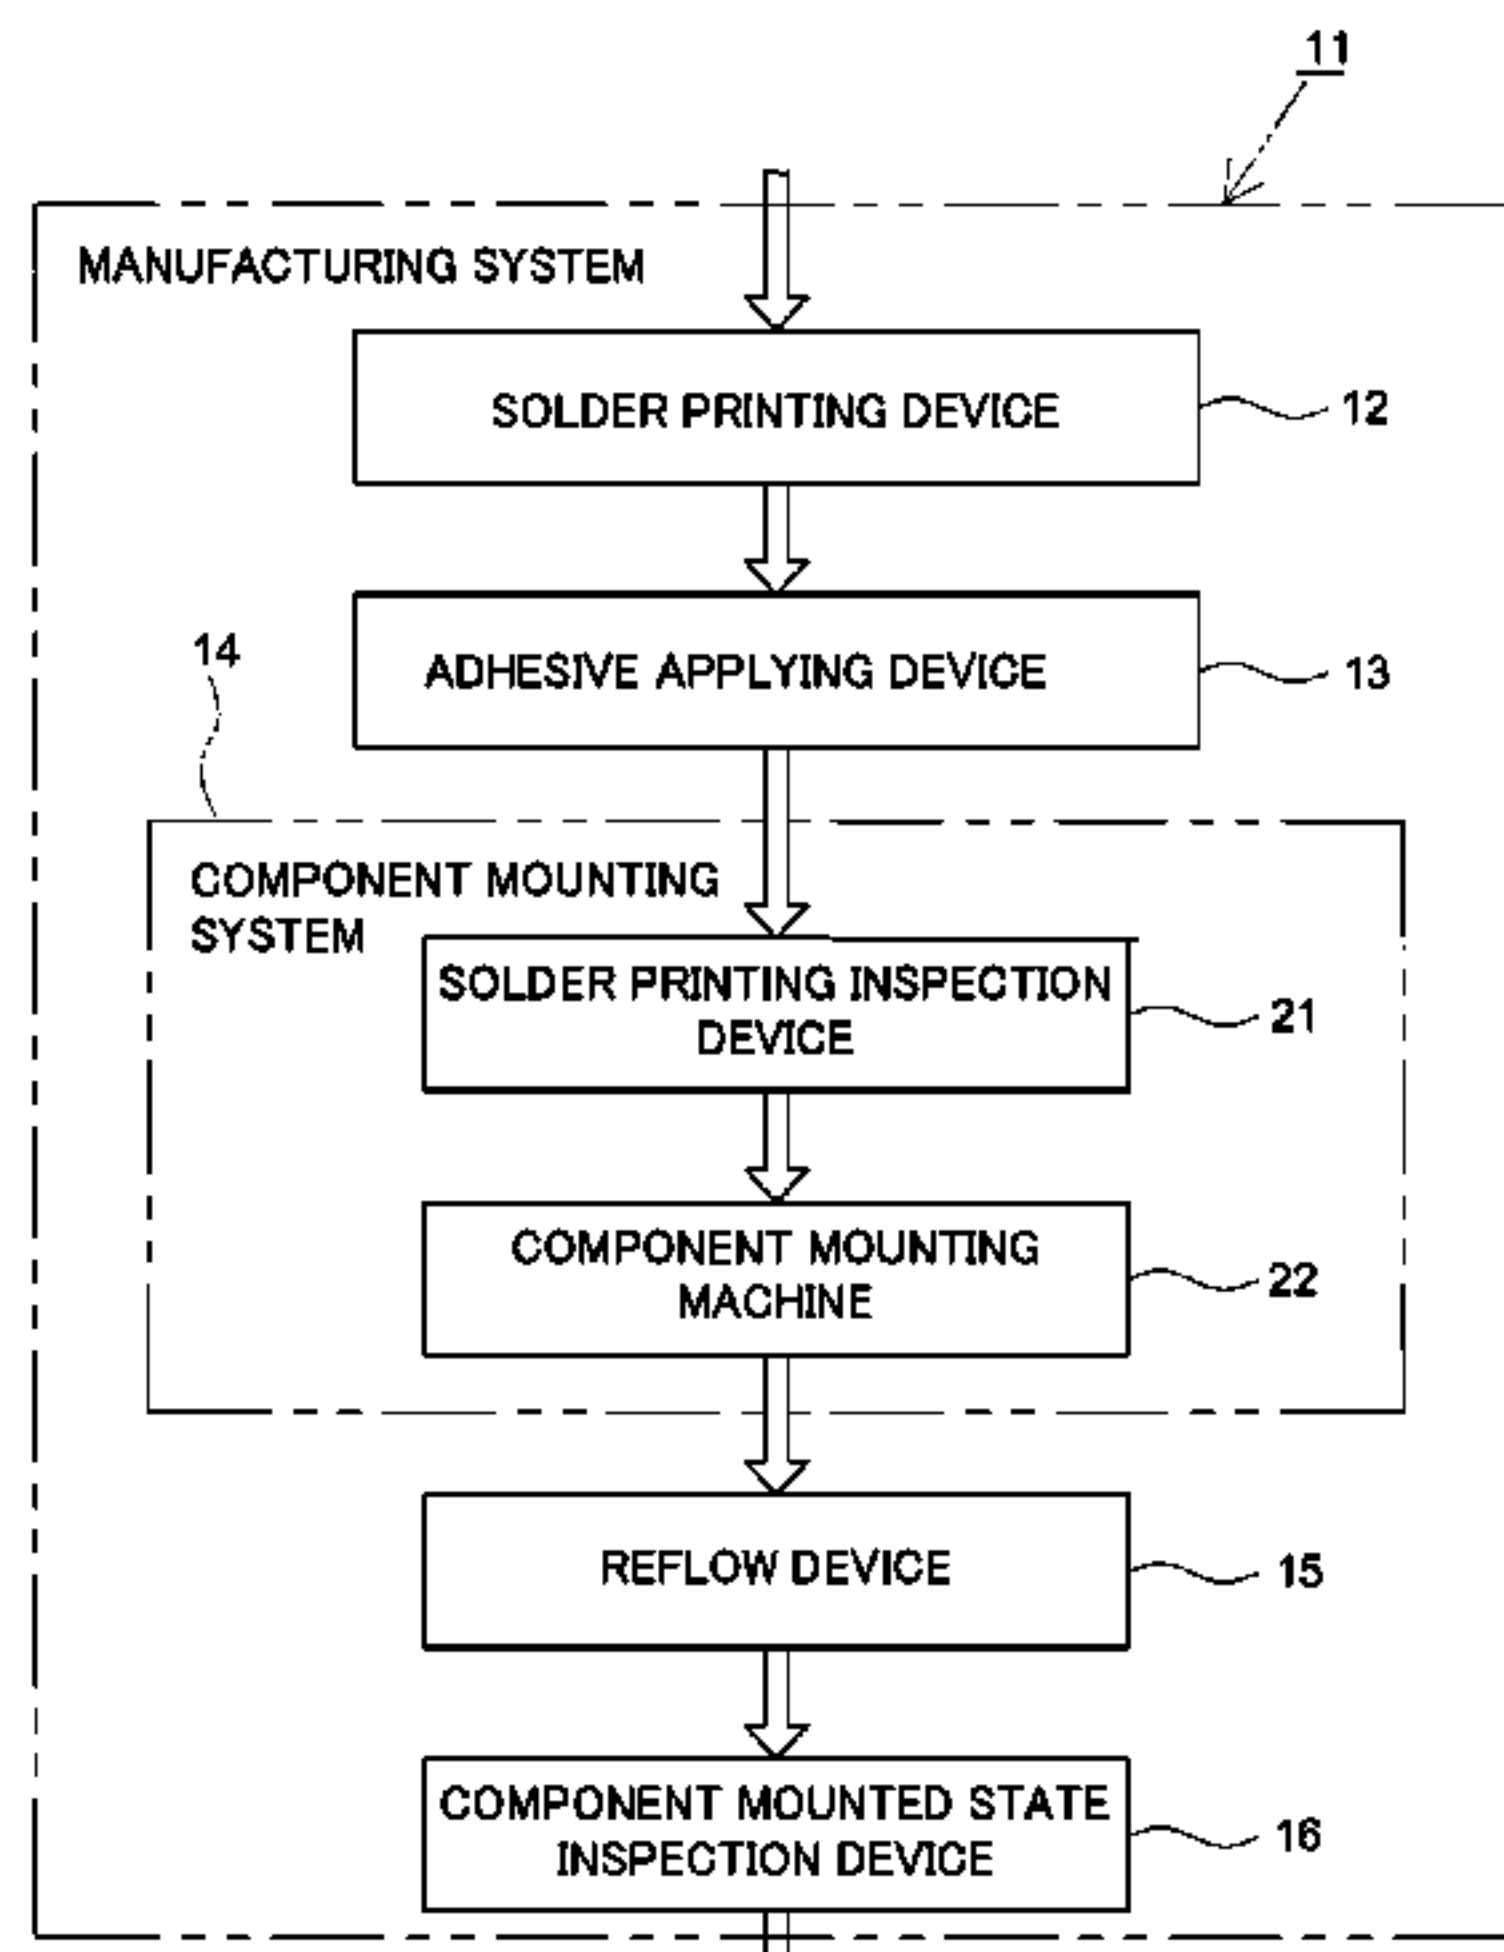 11
MANUFACTURING SYSTEM
SOLDER PRINTING DEVICE
12
ADHESIVE APPLYING DEVICE
13
14
COMPONENT MOUNTING
SYSTEM
SOLDER PRINTING INSPECTION
DEVICE
21
COMPONENT MOUNTING
MACHINE
22
REFLOW DEVICE
15
COMPONENT MOUNTED STATE
INSPECTION DEVICE
16